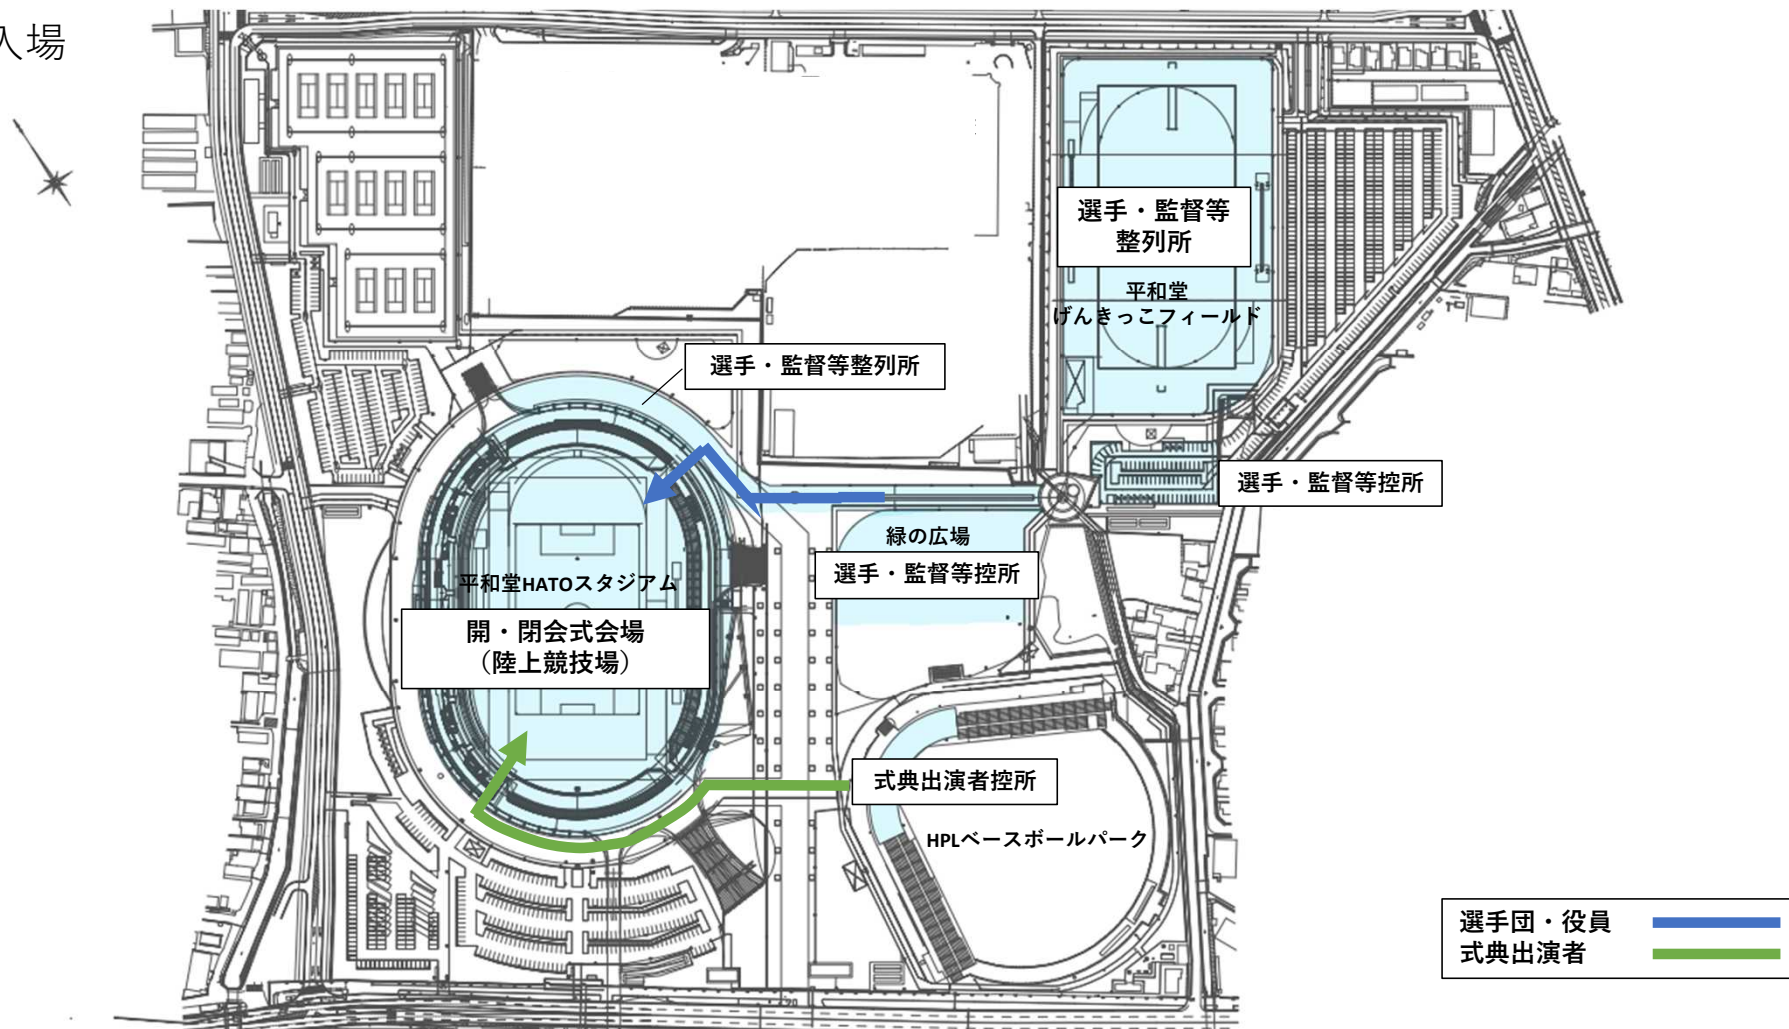 入場
選手・監督等
整列所
平和堂
げんきっこフィールド
選手・監督等整列所
選手・監督等控所
緑の広場
選手・監督等控所
平和堂HATOスタジアム
開・閉会式会場
（陸上競技場）
式典出演者控所
HPLベースボールパーク
選手団・役員
式典出演者